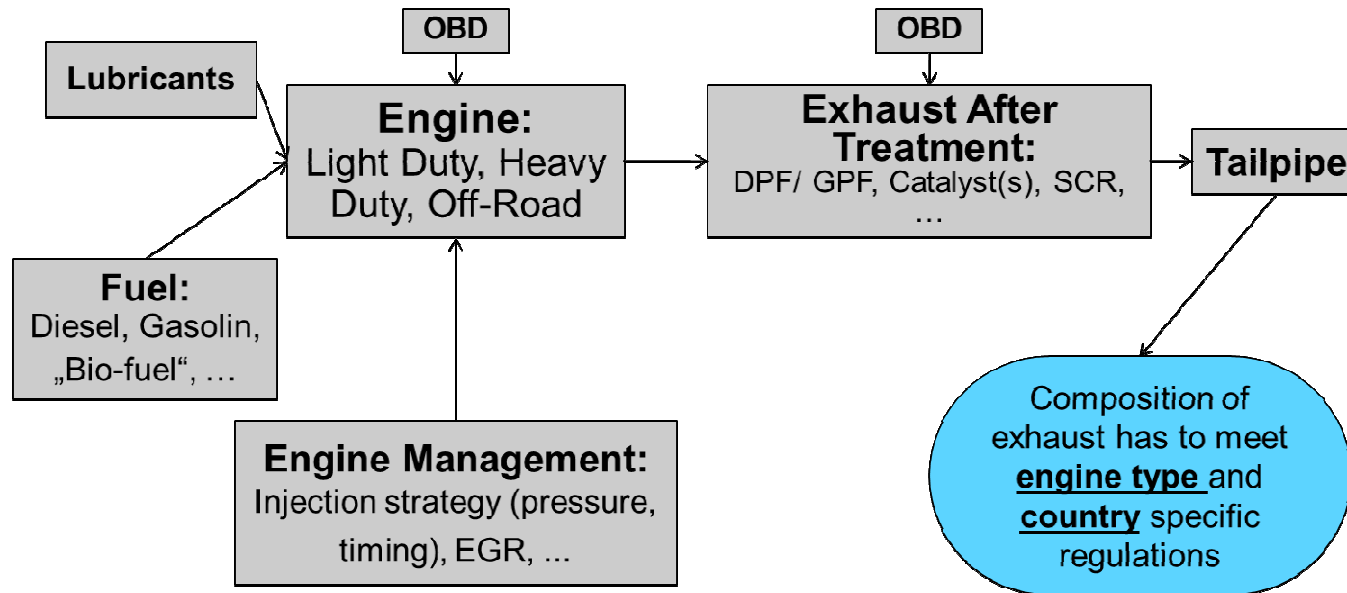 OBD
OBD
Lubricants
Engine:
Light Duty, Heavy
Duty, Off-Road
Exhaust After
Treatment:
DPF/ GPF, Catalyst(s), SCR,
...
Tailpipe
Fuel:
Diesel, Gasolin,
„Bio-fuel“, ...
Engine Management:
Injection strategy (pressure,
timing), EGR, ...
Composition of
exhaust has to meet
engine type and
country specific
regulations